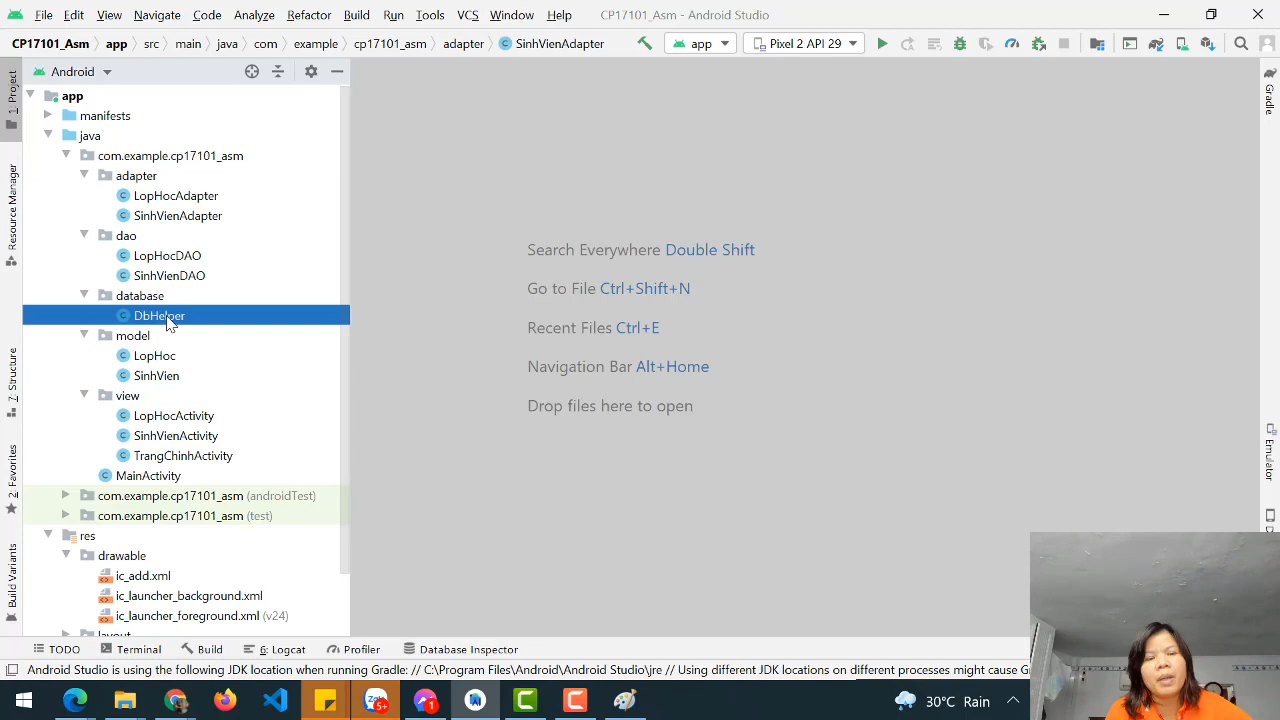 File Edit View Navigate Code Analyze Refactor Build Run Tools VCS Window Help CP17101_Asm - Android Studio
CP17101_Asm app src main java com example cp17101_asm adapter SinhVienAdapter app Pixel 2 API 29
Android
app
manifests
java
com.example.cp17101_asm
adapter
LopHocAdapter
SinhVienAdapter
dao
LopHocDAO
SinhVienDAO
database
DbHelper
model
LopHoc
SinhVien
view
LopHocActivity
SinhVienActivity
TrangChinhActivity
MainActivity
com.example.cp17101_asm (androidTest)
com.example.cp17101_asm (test)
res
drawable
ic_add.xml
ic_launcher_background.xml
ic_launcher_foreground.xml (v24)
layout
1: Project
Resource Manager
7: Structure
2: Favorites
Build Variants
Search Everywhere Double Shift
Go to File Ctrl+Shift+N
Recent Files Ctrl+E
Navigation Bar Alt+Home
Drop files here to open
Gradle
Emulator
TODO Terminal Build 6: Logcat Profiler Database Inspector
Android Studio is using the following JDK location when running Gradle: // C:\Program Files\Android\Android Studio\jre // Using different JDK locations on different processes might cause
5+ 1 30°C Rain